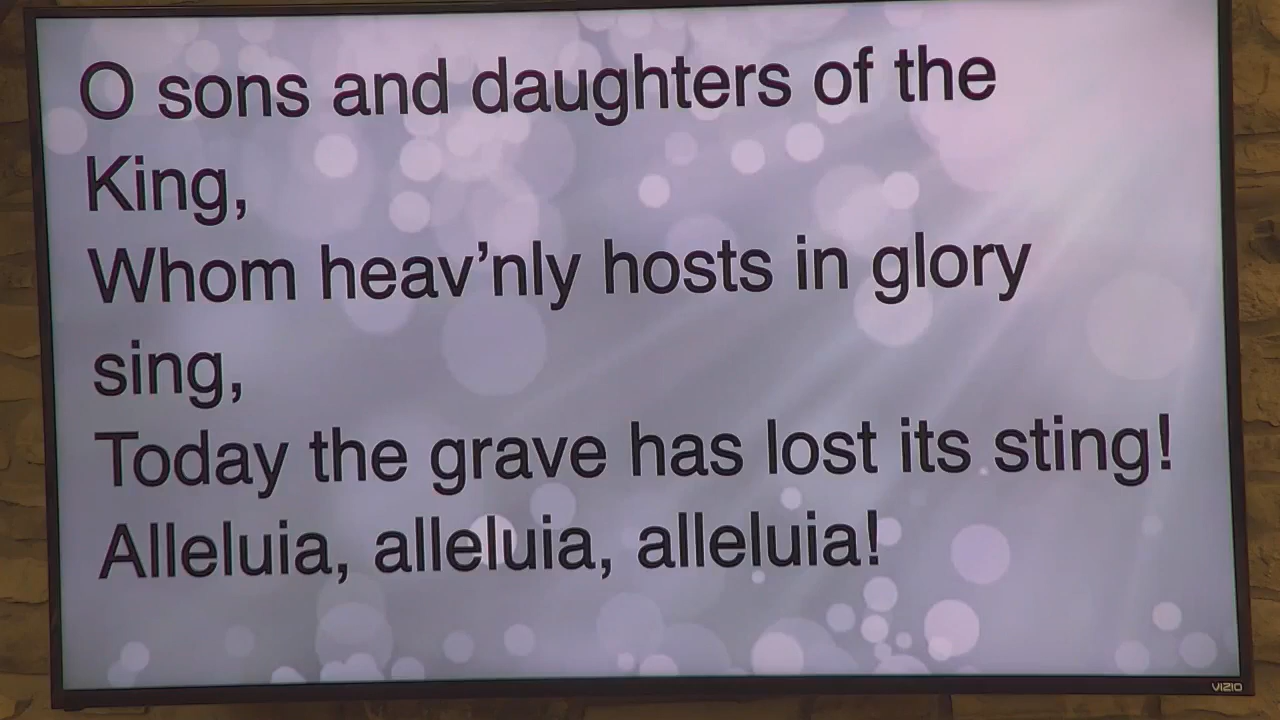 O sons and daughters of the
King,
Whom heav’nly hosts in glory
sing,
Today the grave has lost its sting!
Alleluia, alleluia, alleluia!
VIZIO